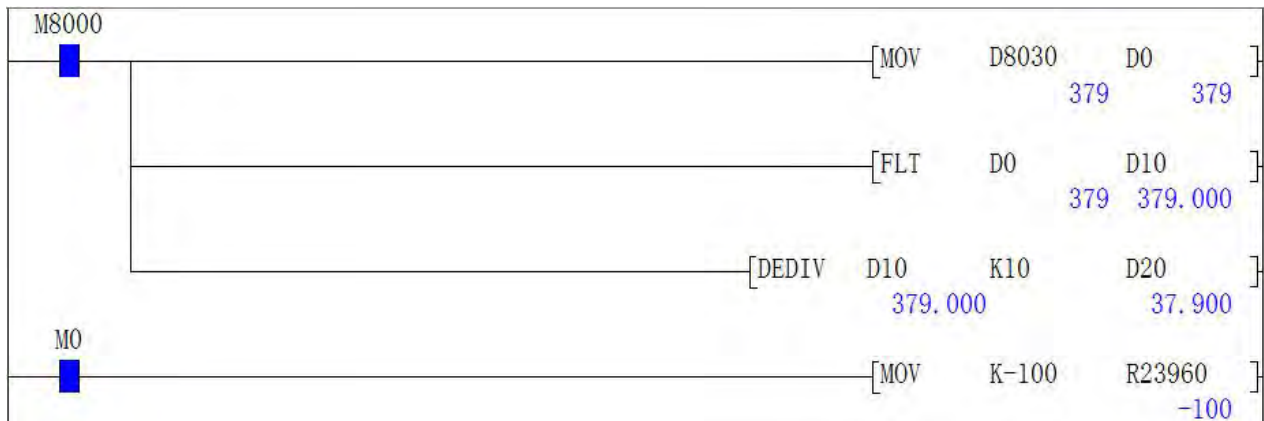 M8000
[MOV D8030 D0 ]
379 379
[FLT D0 D10 ]
379 379.000
[DEDIV D10 K10 D20 ]
379.000 37.900
M0
[MOV K-100 R23960 ]
-100